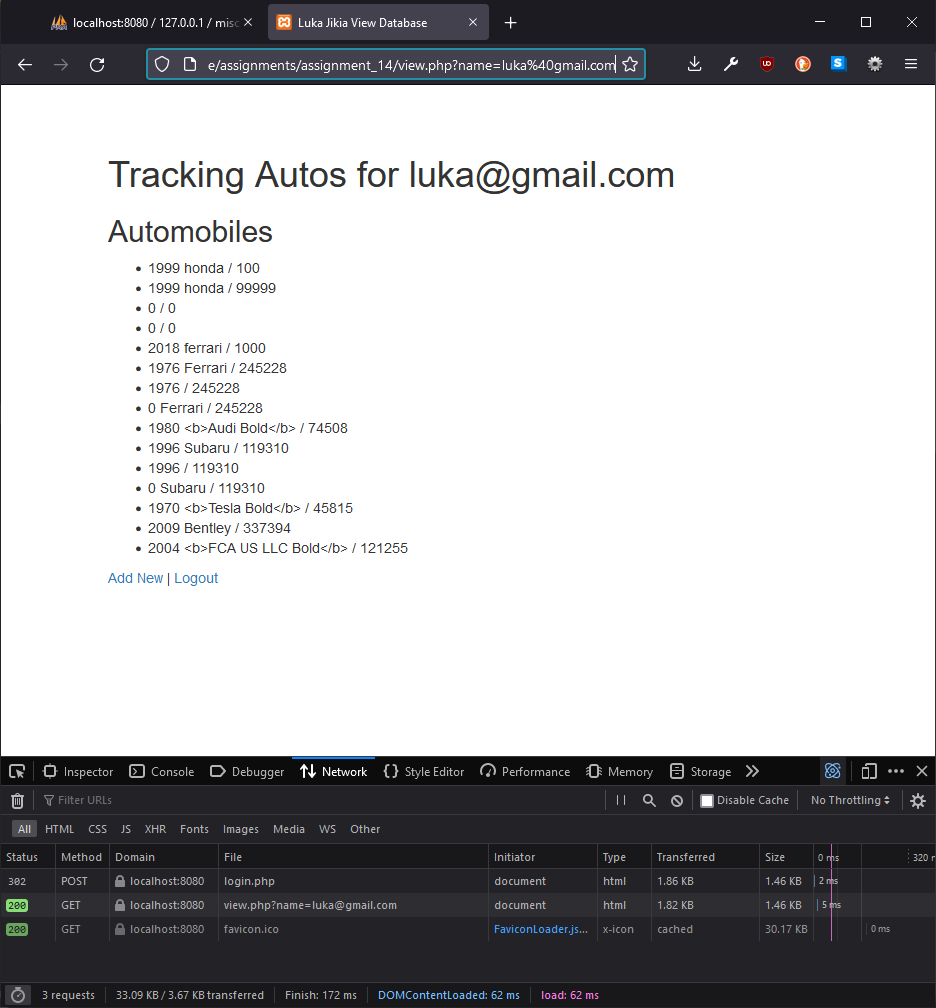 localhost:8080 / 127.0.0.1 / misc
Luka Jikia View Database
e/assignments/assignment_14/view.php?name=luka%40gmail.com
Tracking Autos for luka@gmail.com
Automobiles
1999 honda / 100
1999 honda / 99999
0 / 0
0 / 0
2018 ferrari / 1000
1976 Ferrari / 245228
1976 / 245228
0 Ferrari / 245228
1980 <b>Audi Bold</b> / 74508
1996 Subaru / 119310
1996 / 119310
0 Subaru / 119310
1970 <b>Tesla Bold</b> / 45815
2009 Bentley / 337394
2004 <b>FCA US LLC Bold</b> / 121255
Add New | Logout
Inspector Console Debugger Network Style Editor Performance Memory Storage
Filter URLs Disable Cache No Throttling
All HTML CSS JS XHR Fonts Images Media WS Other
Status Method Domain File Initiator Type Transferred Size 0 ms 320 m
302 POST localhost:8080 login.php document html 1.86 KB 1.46 KB 2 ms
200 GET localhost:8080 view.php?name=luka@gmail.com document html 1.82 KB 1.46 KB 5 ms
200 GET localhost:8080 favicon.ico FaviconLoader.js... x-icon cached 30.17 KB 0 ms
3 requests 33.09 KB / 3.67 KB transferred Finish: 172 ms DOMContentLoaded: 62 ms load: 62 ms